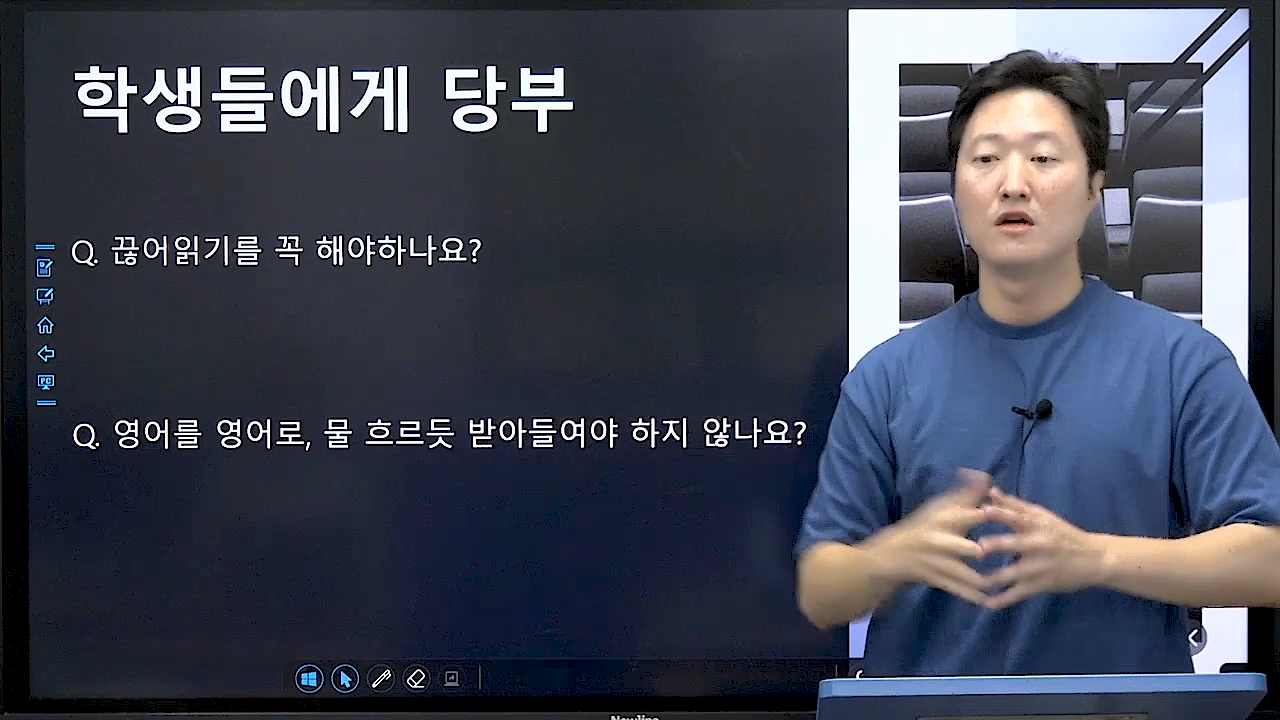 학생들에게 당부
Q. 끊어읽기를 꼭 해야하나요?
PC
Q. 영어를 영어로, 물 흐르듯 받아들여야 하지 않나요?
Newline